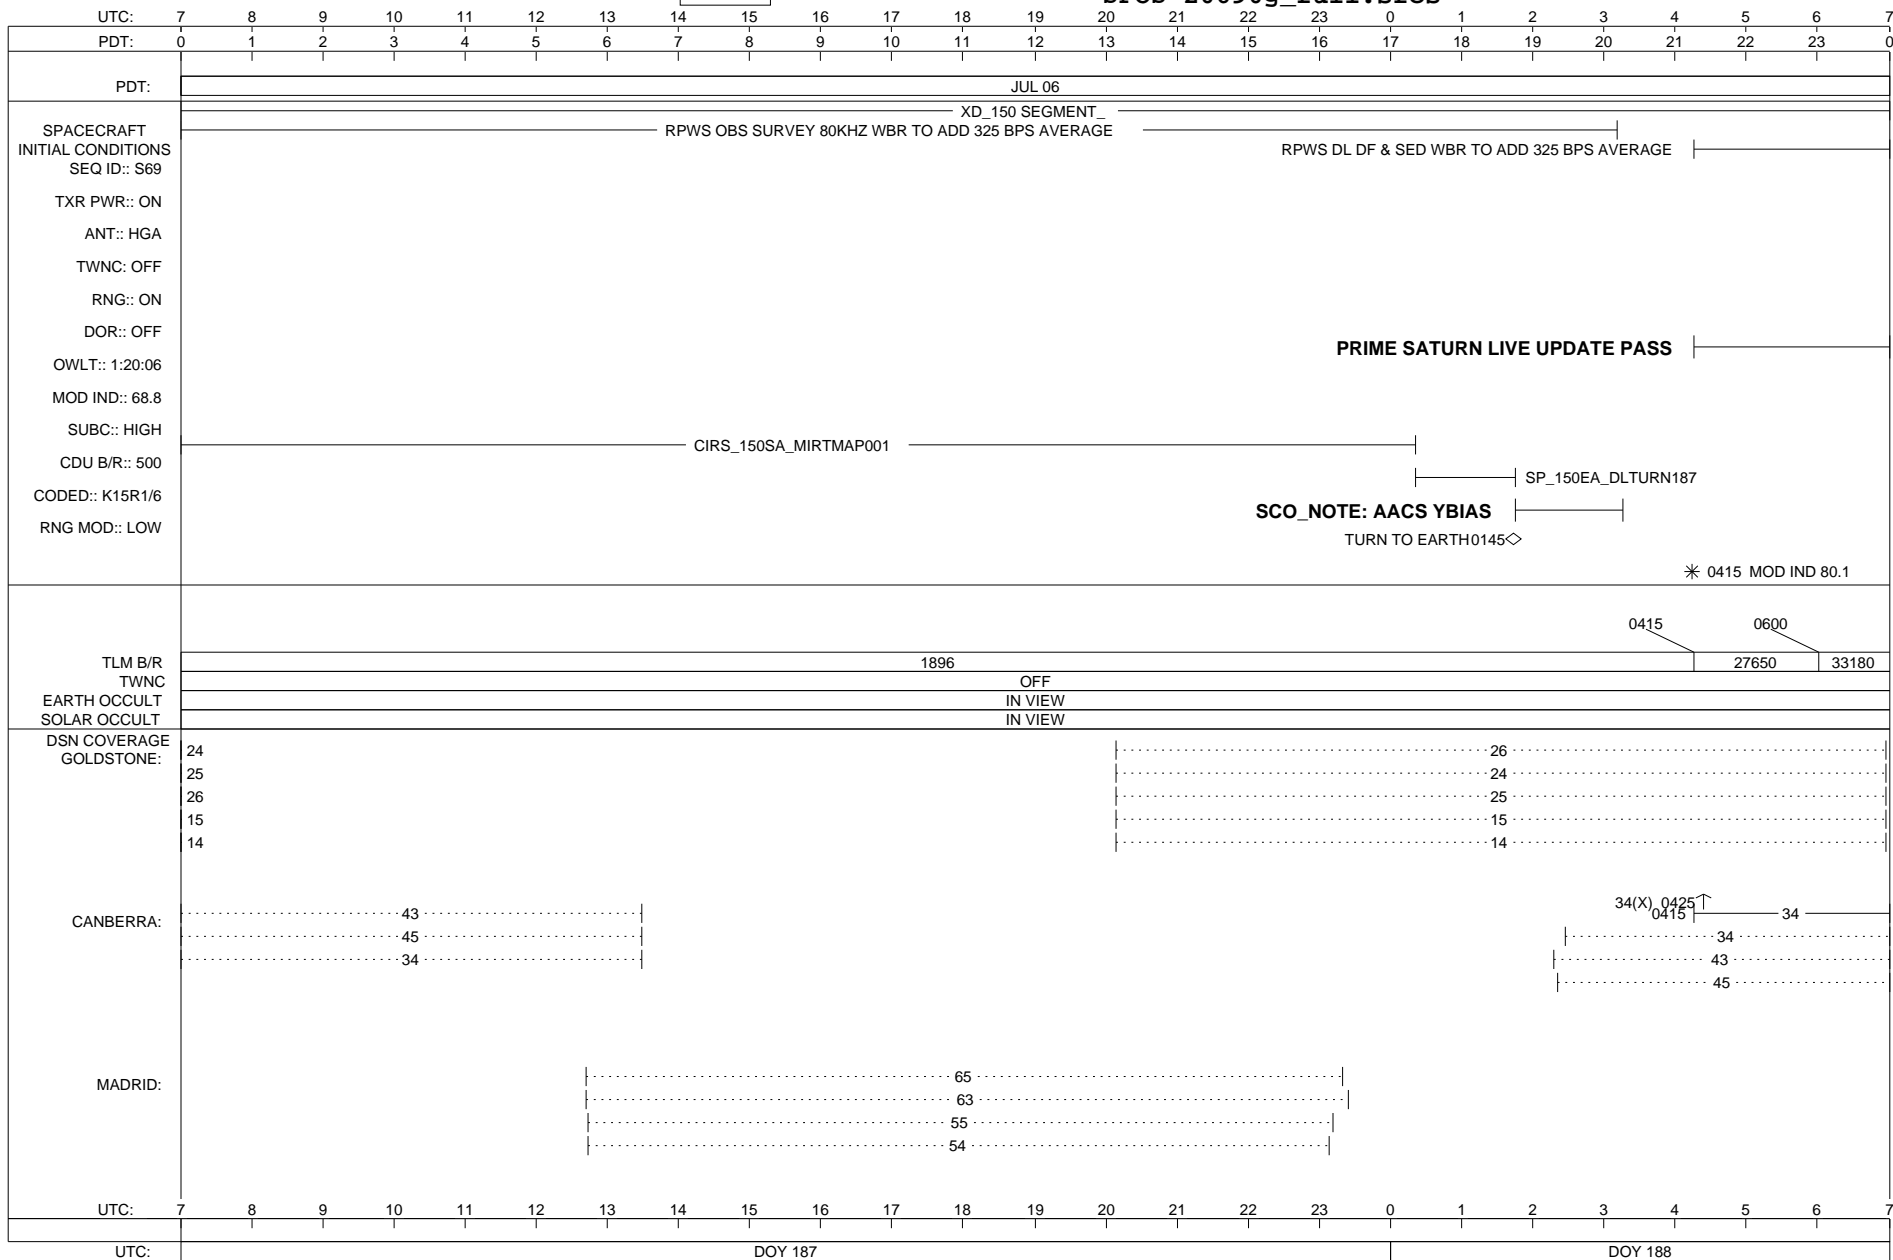 UTC: 7 8 9 10 11 12 13 14 15 16 17 18 19 20 21 22 23 0 1 2 3 4 5 6 7
PDT: 0 1 2 3 4 5 6 7 8 9 10 11 12 13 14 15 16 17 18 19 20 21 22 23 0
PDT: JUL 06
XD_150 SEGMENT_
SPACECRAFT RPWS OBS SURVEY 80KHZ WBR TO ADD 325 BPS AVERAGE
INITIAL CONDITIONS RPWS DL DF & SED WBR TO ADD 325 BPS AVERAGE
SEQ ID:: S69
TXR PWR:: ON
ANT:: HGA
TWNC: OFF
RNG:: ON
DOR:: OFF
PRIME SATURN LIVE UPDATE PASS
OWLT:: 1:20:06
MOD IND:: 68.8
SUBC:: HIGH
CIRS_150SA_MIRTMAP001
CDU B/R:: 500
SP_150EA_DLTURN187
CODED:: K15R1/6
SCO_NOTE: AACS YBIAS
RNG MOD:: LOW
TURN TO EARTH0145
0415 MOD IND 80.1
0415 0600
TLM B/R 1896 27650 33180
TWNC OFF
EARTH OCCULT IN VIEW
SOLAR OCCULT IN VIEW
DSN COVERAGE
GOLDSTONE:
24 26
25 24
26 25
15 15
14 14
34(X) 0425
CANBERRA: 43 0415 34
45 34
34 43
45
MADRID: 65
63
55
54
UTC: 7 8 9 10 11 12 13 14 15 16 17 18 19 20 21 22 23 0 1 2 3 4 5 6 7
UTC: DOY 187 DOY 188